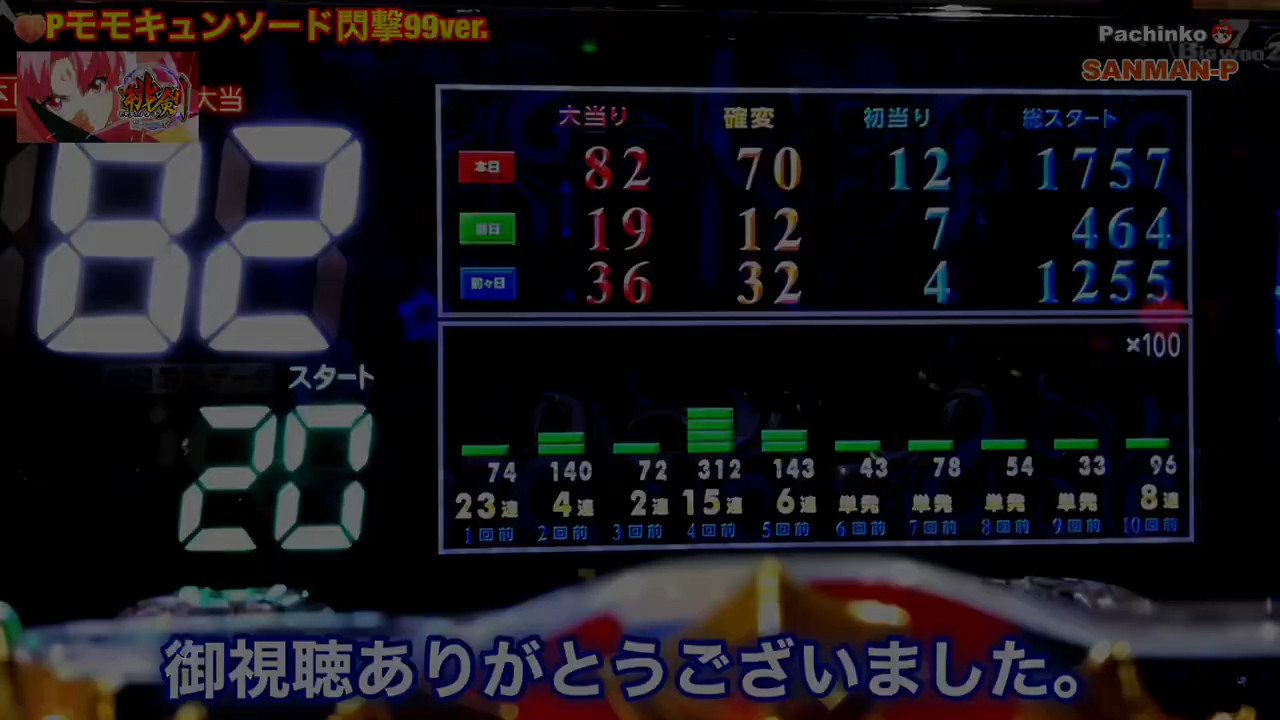 Pモモキュンソード閃撃99ver.
Pachinko
SANMAN-P
桃剣
大当
82
スタート
20
大当り 確変 初当り 総スタート
本日 82 70 12 1757
前日 19 12 7 464
前々日 36 32 4 1255
×100
74 140 72 312 143 43 78 54 33 96
23連 4連 2連 15連 6連 単発 単発 単発 単発 8連
1回前 2回前 3回前 4回前 5回前 6回前 7回前 8回前 9回前 10回前
御視聴ありがとうございました。